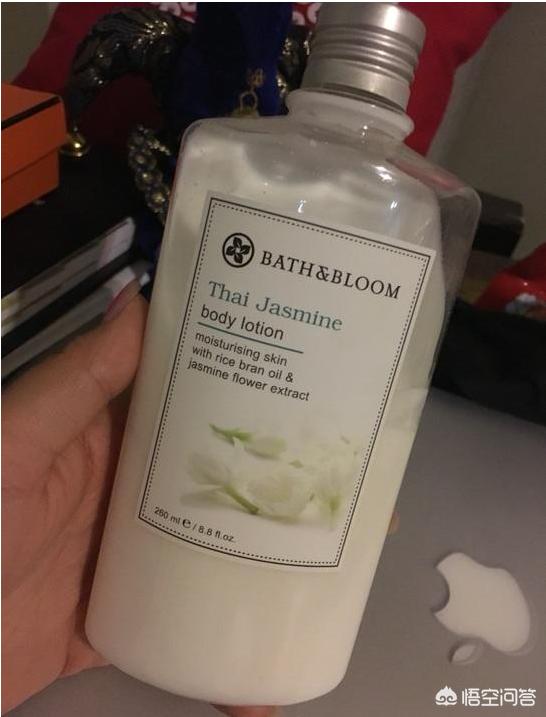 BATH&BLOOM
Thai Jasmine
body lotion
moisturising skin
with rice bran oil &
jasmine flower extract
260 ml ℮ / 8.8 fl.oz.
悟空问答